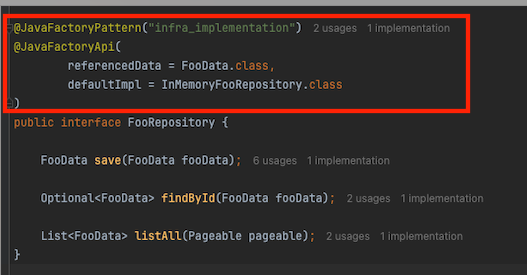 @JavaFactoryPattern("infra_implementation") 2 usages 1 implementation
@JavaFactoryApi(
referencedData = FooData.class,
defaultImpl = InMemoryFooRepository.class
)
public interface FooRepository {
FooData save(FooData fooData); 6 usages 1 implementation
Optional<FooData> findById(FooData fooData); 2 usages 1 implementation
List<FooData> listAll(Pageable pageable); 2 usages 1 implementation
}